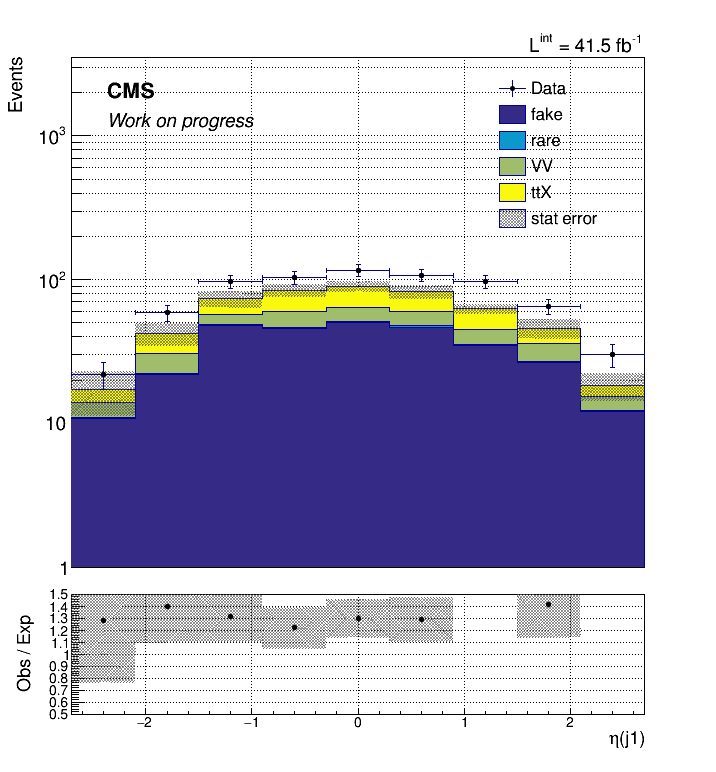 L^int = 41.5 fb^-1
Events
CMS
Work on progress
Data
fake
rare
VV
ttX
stat error
10^3
10^2
10
1
Obs / Exp
1.5
1.4
1.3
1.2
1.1
1
0.9
0.8
0.7
0.6
0.5
−2
−1
0
1
2
η(j1)